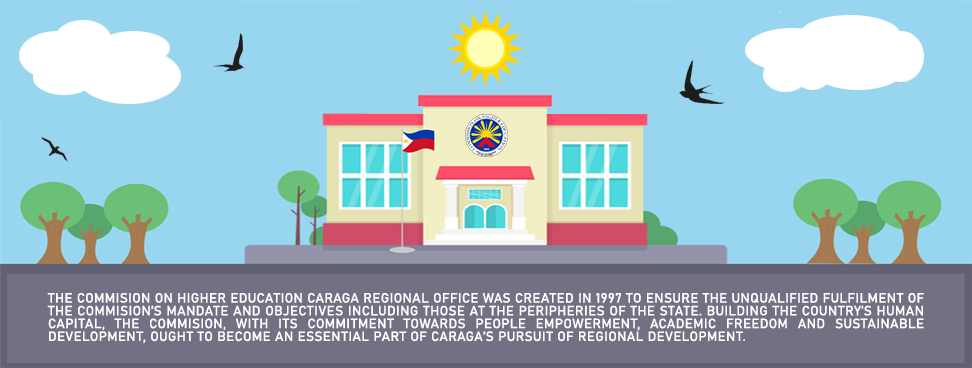 THE COMMISION ON HIGHER EDUCATION CARAGA REGIONAL OFFICE WAS CREATED IN 1997 TO ENSURE THE UNQUALIFIED FULFILMENT OF
THE COMMISION'S MANDATE AND OBJECTIVES INCLUDING THOSE AT THE PERIPHERIES OF THE STATE. BUILDING THE COUNTRY'S HUMAN
CAPITAL, THE COMMISION, WITH ITS COMMITMENT TOWARDS PEOPLE EMPOWERMENT, ACADEMIC FREEDOM AND SUSTAINABLE
DEVELOPMENT, OUGHT TO BECOME AN ESSENTIAL PART OF CARAGA'S PURSUIT OF REGIONAL DEVELOPMENT.